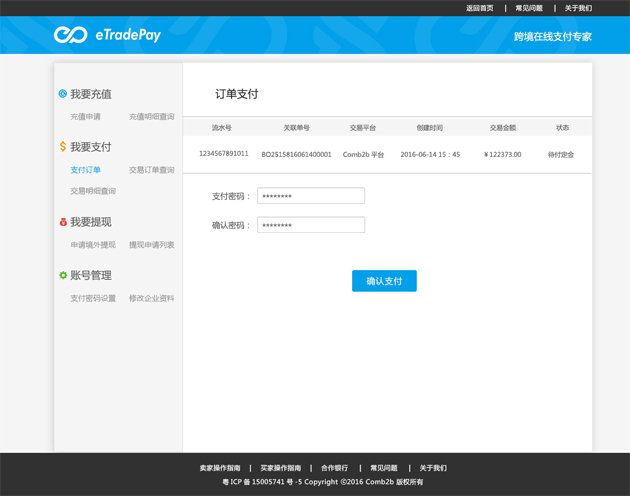 返回首页 | 常见问题 | 关于我们
eTradePay
跨境在线支付专家
我要充值
充值申请 充值明细查询
我要支付
支付订单 交易订单查询
交易明细查询
我要提现
申请境外提现 提现申请列表
账号管理
支付密码设置 修改企业资料
订单支付
流水号 关联单号 交易平台 创建时间 交易金额 状态
1234567891011 BO2515816061400001 Comb2b 平台 2016-06-14 15：45 ￥122373.00 待付定金
支付密码： ********
确认密码： ********
确认支付
卖家操作指南 | 买家操作指南 | 合作银行 | 常见问题 | 关于我们
粤 ICP 备 15005741 号 -5 Copyright ©2016 Comb2b 版权所有